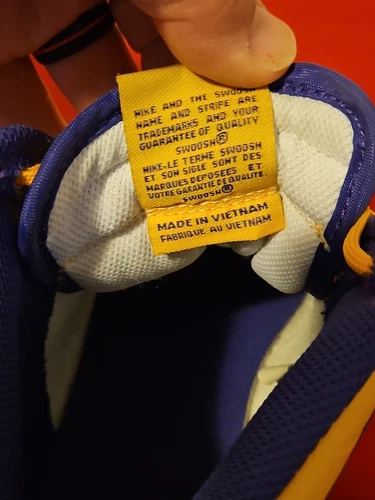 NIKE AND THE SWOOSH
NAME AND STRIPE ARE
TRADEMARKS AND YOUR
GUARANTEE OF QUALITY
SWOOSH®
NIKE-LE TERME SWOOSH
ET SON SIGLE SONT DES
MARQUES DEPOSEES ET
VOTRE GARANTIE DE QUALITE.
SWOOSH®
MADE IN VIETNAM
FABRIQUE AU VIETNAM